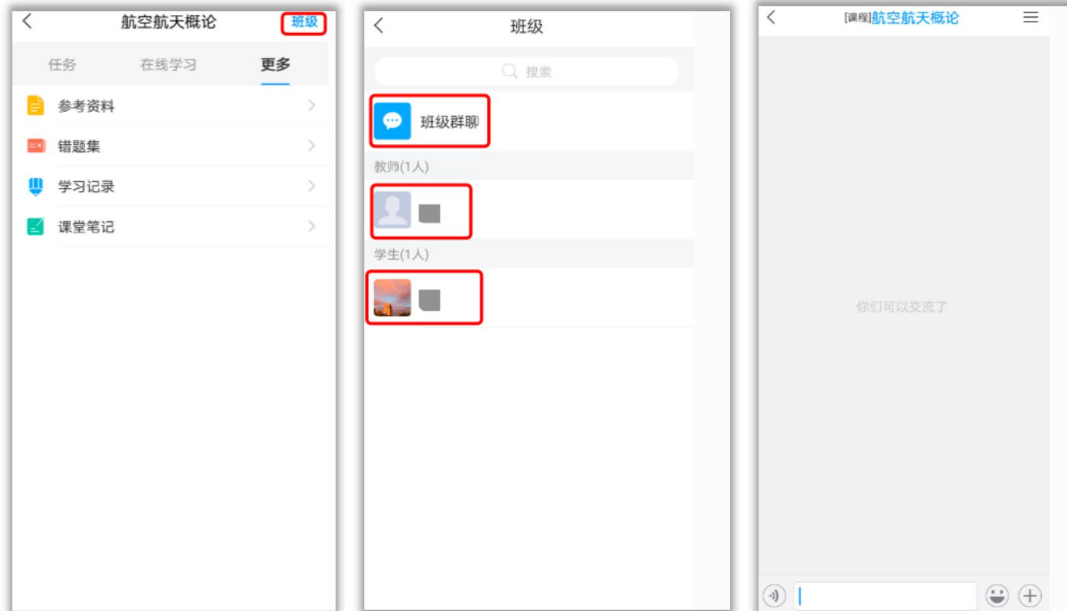 航空航天概论
班级
任务
在线学习
更多
参考资料
错题集
学习记录
课堂笔记
班级
搜索
班级群聊
教师(1人)
学生(1人)
[课程]航空航天概论
你们可以交流了